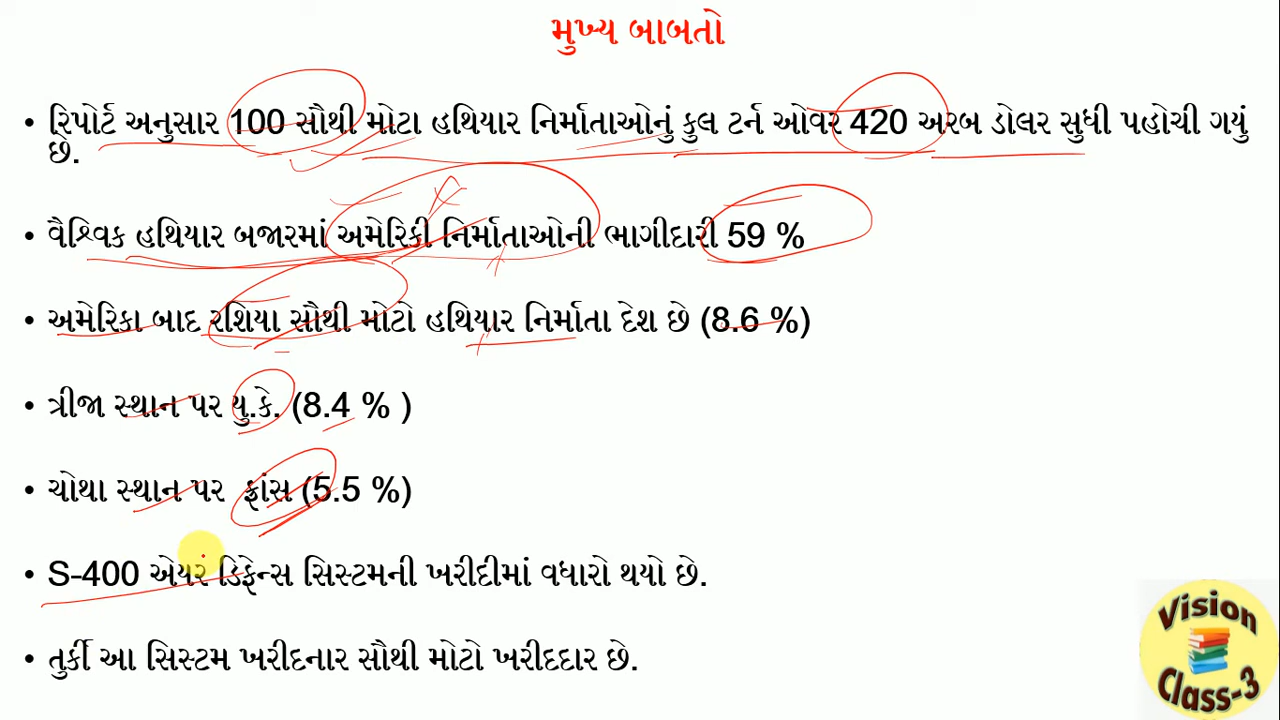 મુખ્ય બાબતો
• રિપોર્ટ અનુસાર 100 સૌથી મોટા હથિયાર નિર્માતાઓનું કુલ ટર્ન ઓવર 420 અરબ ડોલર સુધી પહોચી ગયું
છે.
• વૈશ્વિક હથિયાર બજારમાં અમેરિકી નિર્માતાઓની ભાગીદારી 59 %
• અમેરિકા બાદ રશિયા સૌથી મોટો હથિયાર નિર્માતા દેશ છે (8.6 %)
• ત્રીજા સ્થાન પર યુ.કે. (8.4 % )
• ચોથા સ્થાન પર ફ્રાંસ (5.5 %)
• S-400 એયર ડિફેન્સ સિસ્ટમની ખરીદીમાં વધારો થયો છે.
• તુર્કી આ સિસ્ટમ ખરીદનાર સૌથી મોટો ખરીદદાર છે.
Vision
Class-3